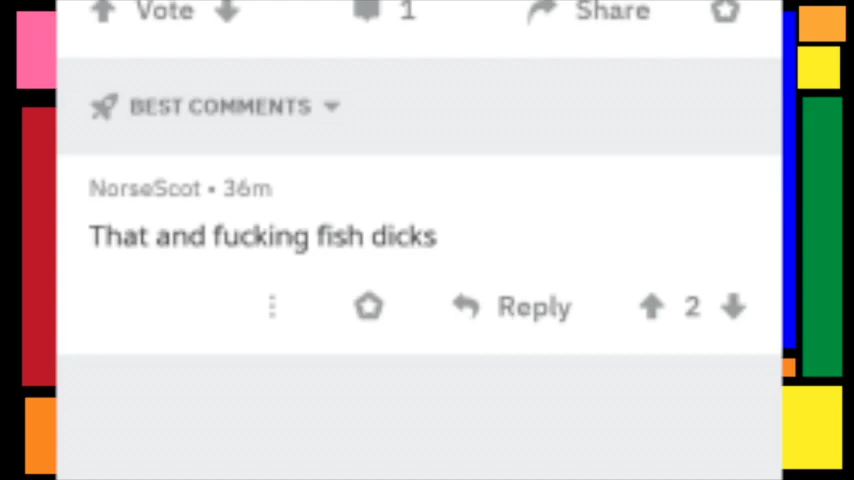 Vote 1 Share
BEST COMMENTS
NorseScot • 36m
That and fucking fish dicks
Reply 2